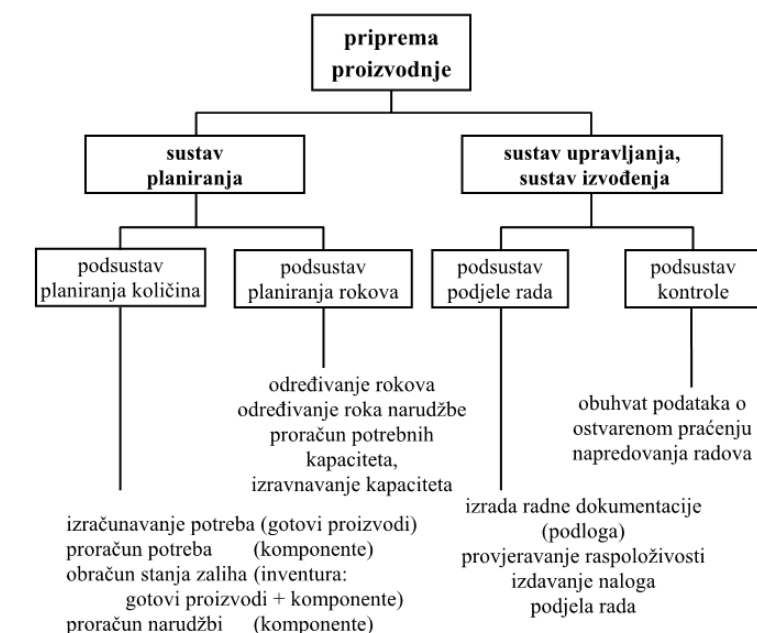 priprema
proizvodnje
sustav
planiranja
sustav upravljanja,
sustav izvođenja
podsustav
planiranja količina
podsustav
planiranja rokova
podsustav
podjele rada
podsustav
kontrole
određivanje rokova
određivanje roka narudžbe
proračun potrebnih
kapaciteta,
izravnavanje kapaciteta
obuhvat podataka o
ostvarenom praćenju
napredovanja radova
izračunavanje potreba (gotovi proizvodi)
proračun potreba (komponente)
obračun stanja zaliha (inventura:
gotovi proizvodi + komponente)
proračun narudžbi (komponente)
izrada radne dokumentacije
(podloga)
provjeravanje raspoloživosti
izdavanje naloga
podjela rada